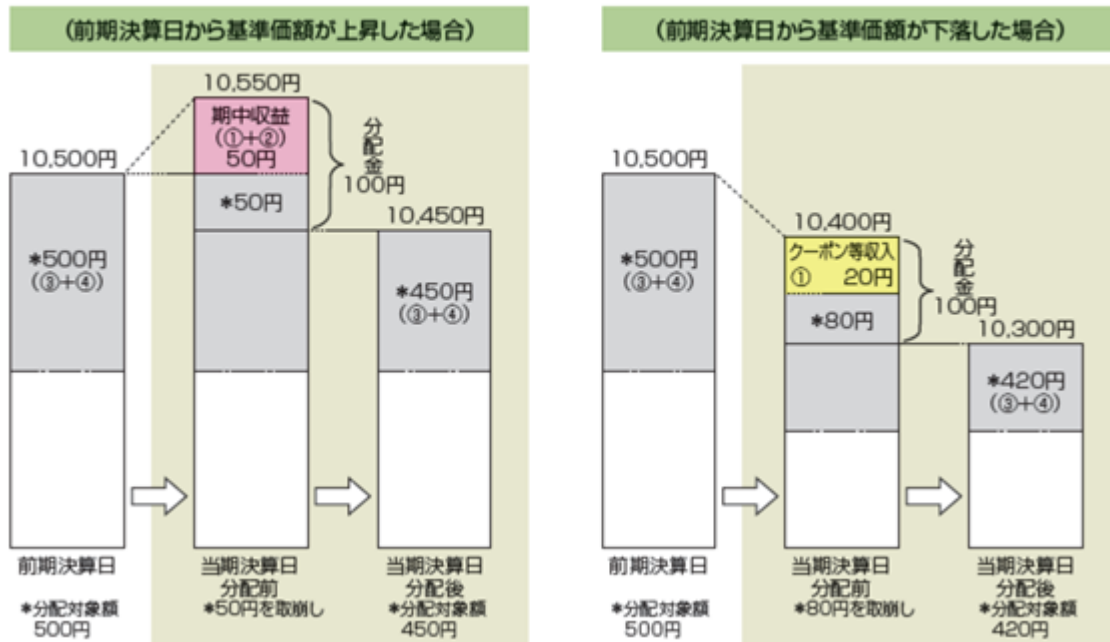 (前期決算日から基準価額が上昇した場合)
10,550円
期中収益
(①+②)
50円
10,500円
*50円
分配金
100円
10,450円
*500円
(③+④)
*450円
(③+④)
前期決算日
*分配対象額
500円
当期決算日
分配前
*50円を取崩し
当期決算日
分配後
*分配対象額
450円
(前期決算日から基準価額が下落した場合)
10,500円
10,400円
クーポン等収入
① 20円
*80円
分配金
100円
10,300円
*500円
(③+④)
*420円
(③+④)
前期決算日
*分配対象額
500円
当期決算日
分配前
*80円を取崩し
当期決算日
分配後
*分配対象額
420円